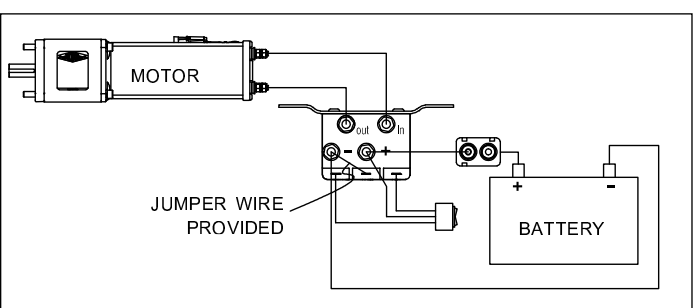 MOTOR
out In
- +
+ -
JUMPER WIRE
PROVIDED
BATTERY